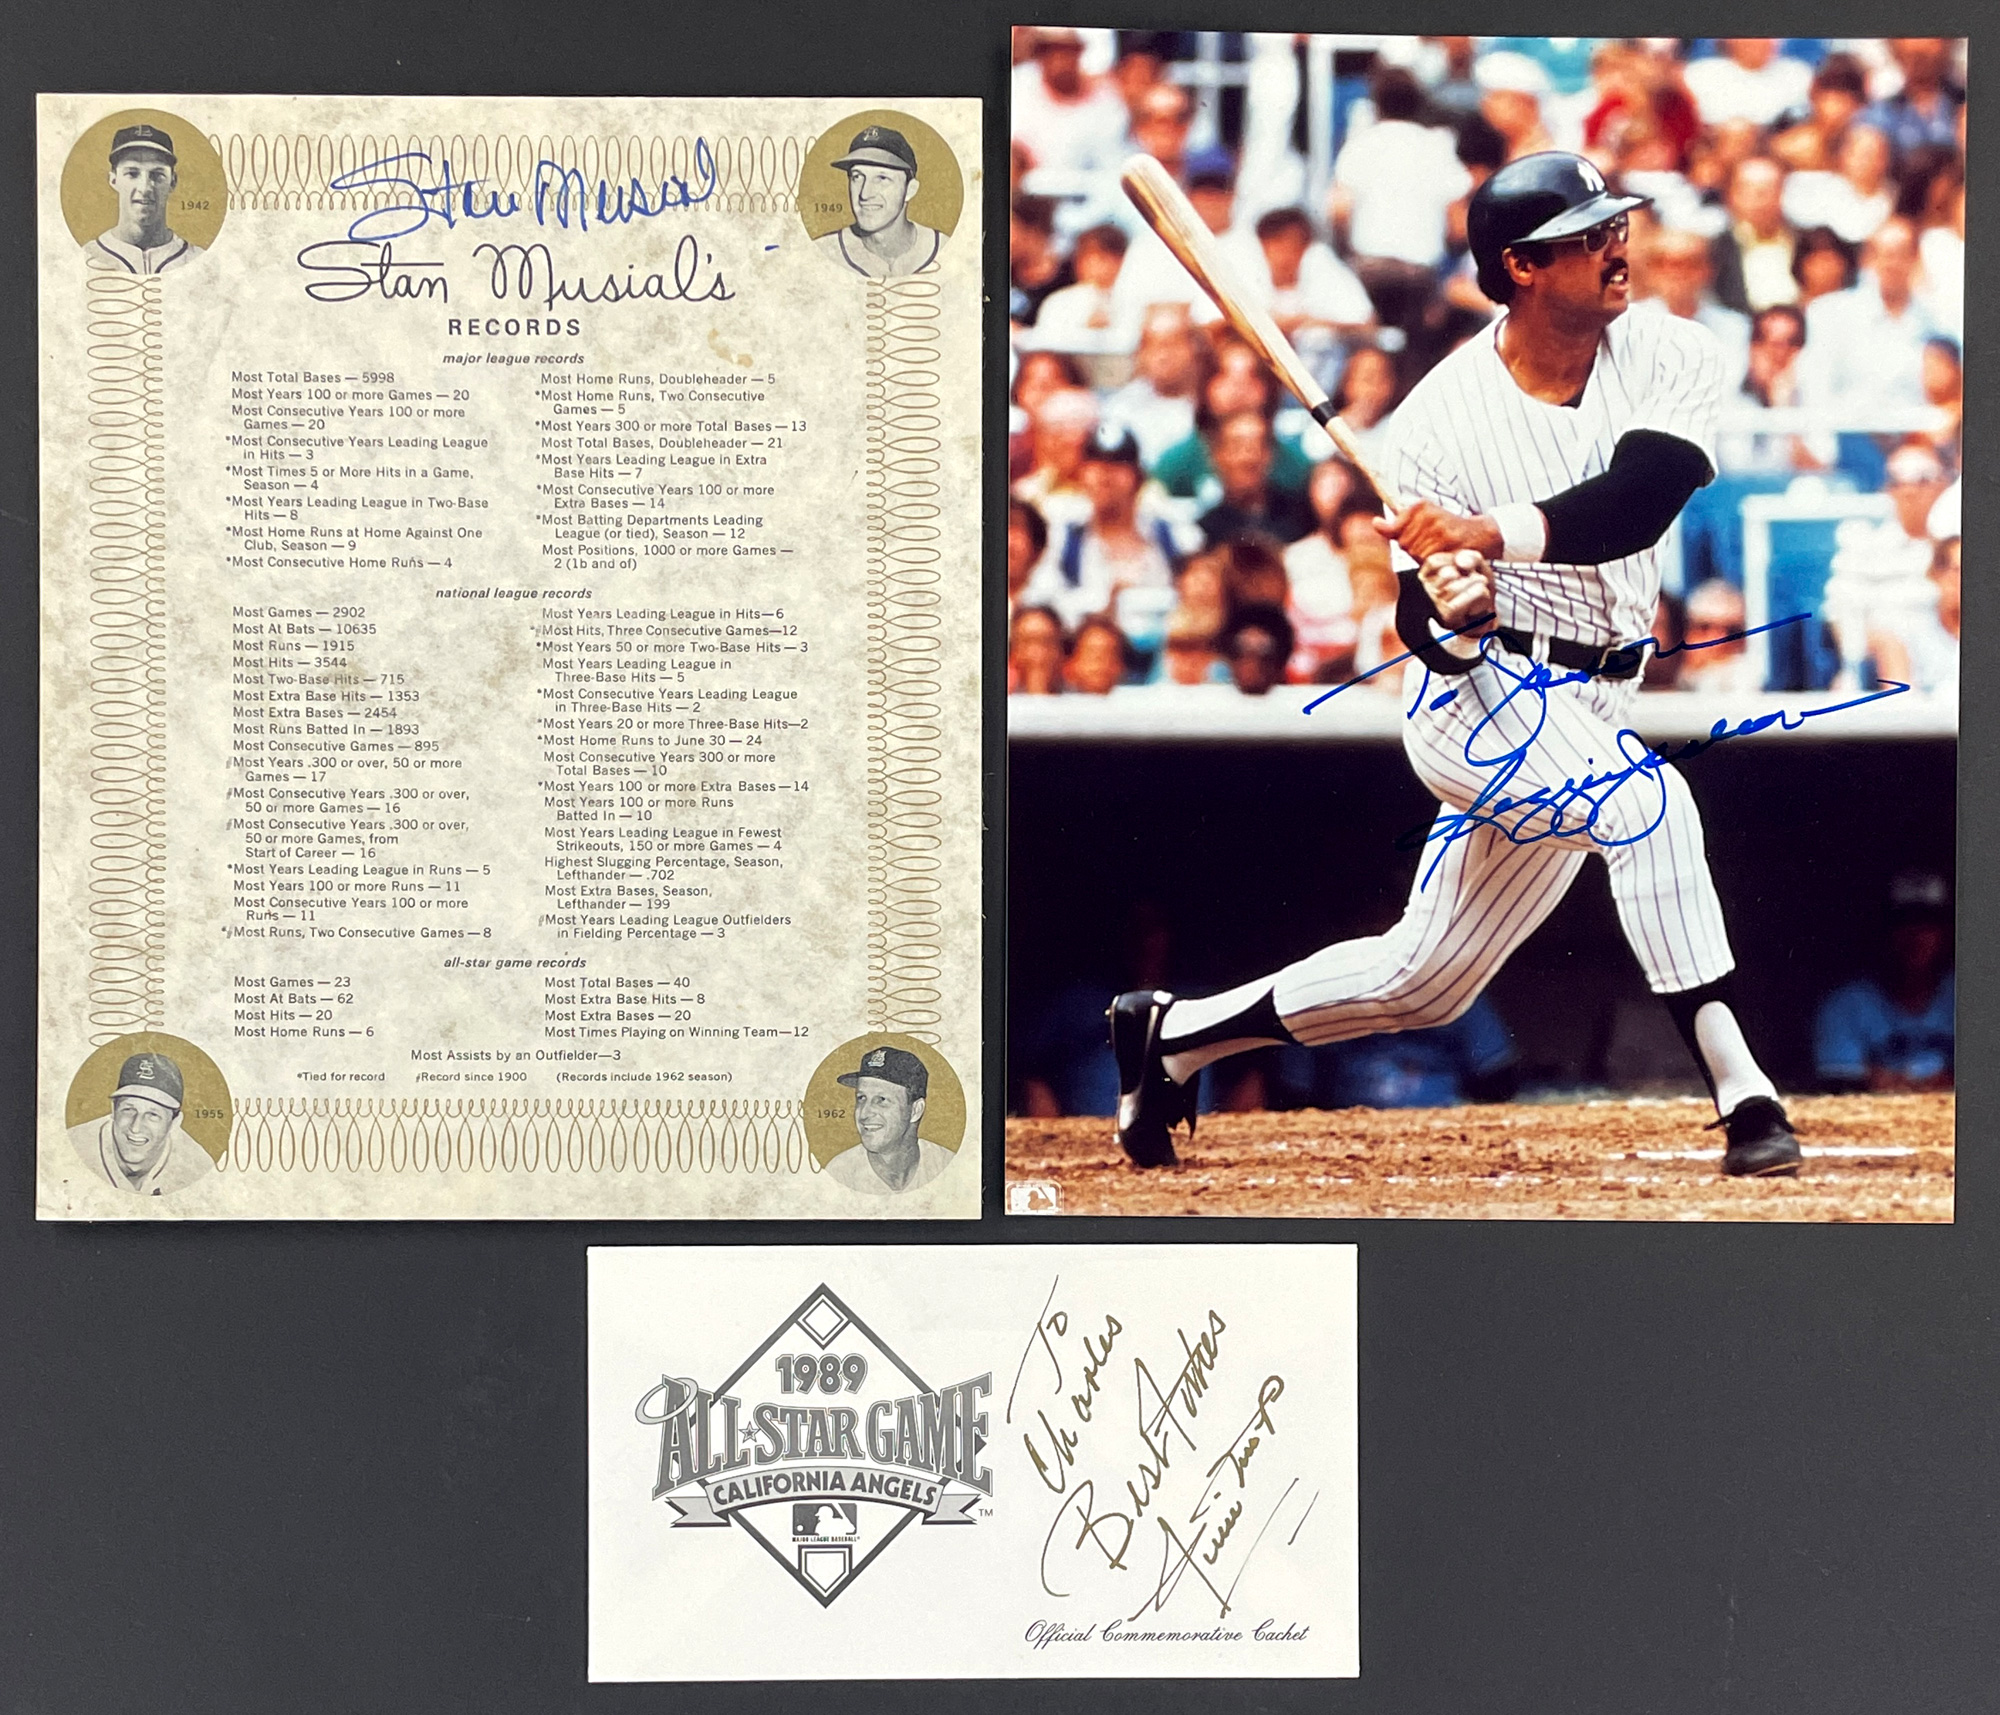 1942
1949
Stan Musial
Stan Musial's
RECORDS
major league records
Most Total Bases — 5998
Most Years 100 or more Games — 20
Most Consecutive Years 100 or more
Games — 20
*Most Consecutive Years Leading League
in Hits — 3
*Most Times 5 or More Hits in a Game,
Season — 4
*Most Years Leading League in Two-Base
Hits — 8
*Most Home Runs at Home Against One
Club, Season — 9
*Most Consecutive Home Runs — 4
Most Home Runs, Doubleheader — 5
*Most Home Runs, Two Consecutive
Games — 5
*Most Years 300 or more Total Bases — 13
Most Total Bases, Doubleheader — 21
*Most Years Leading League in Extra
Base Hits — 7
*Most Consecutive Years 100 or more
Extra Bases — 14
*Most Batting Departments Leading
League (or tied), Season — 12
Most Positions, 1000 or more Games —
2 (1b and of)
national league records
Most Games — 2902
Most At Bats — 10635
Most Runs — 1915
Most Hits — 3544
Most Two-Base Hits — 715
Most Extra Base Hits — 1353
Most Extra Bases — 2454
Most Runs Batted In — 1893
Most Consecutive Games — 895
#Most Years .300 or over, 50 or more
Games — 17
#Most Consecutive Years .300 or over,
50 or more Games — 16
#Most Consecutive Years .300 or over,
50 or more Games, from
Start of Career — 16
*Most Years Leading League in Runs — 5
Most Years 100 or more Runs — 11
Most Consecutive Years 100 or more
Runs — 11
*#Most Runs, Two Consecutive Games — 8
Most Years Leading League in Hits—6
*#Most Hits, Three Consecutive Games—12
*Most Years 50 or more Two-Base Hits — 3
Most Years Leading League in
Three-Base Hits — 5
*Most Consecutive Years Leading League
in Three-Base Hits — 2
*Most Years 20 or more Three-Base Hits—2
*Most Home Runs to June 30 — 24
Most Consecutive Years 300 or more
Total Bases — 10
*Most Years 100 or more Extra Bases — 14
Most Years 100 or more Runs
Batted In — 10
Most Years Leading League in Fewest
Strikeouts, 150 or more Games — 4
Highest Slugging Percentage, Season,
Lefthander — .702
Most Extra Bases, Season,
Lefthander — 199
#Most Years Leading League Outfielders
in Fielding Percentage — 3
all-star game records
Most Games — 23
Most At Bats — 62
Most Hits — 20
Most Home Runs — 6
Most Total Bases — 40
Most Extra Base Hits — 8
Most Extra Bases — 20
Most Times Playing on Winning Team—12
Most Assists by an Outfielder—3
*Tied for record #Record since 1900 (Records include 1962 season)
1955
1962
To Jason
Reggie Jackson
1989
ALL★STAR GAME
CALIFORNIA ANGELS
TM
MAJOR LEAGUE BASEBALL
To
Charles
Best
Official Commemorative Cachet